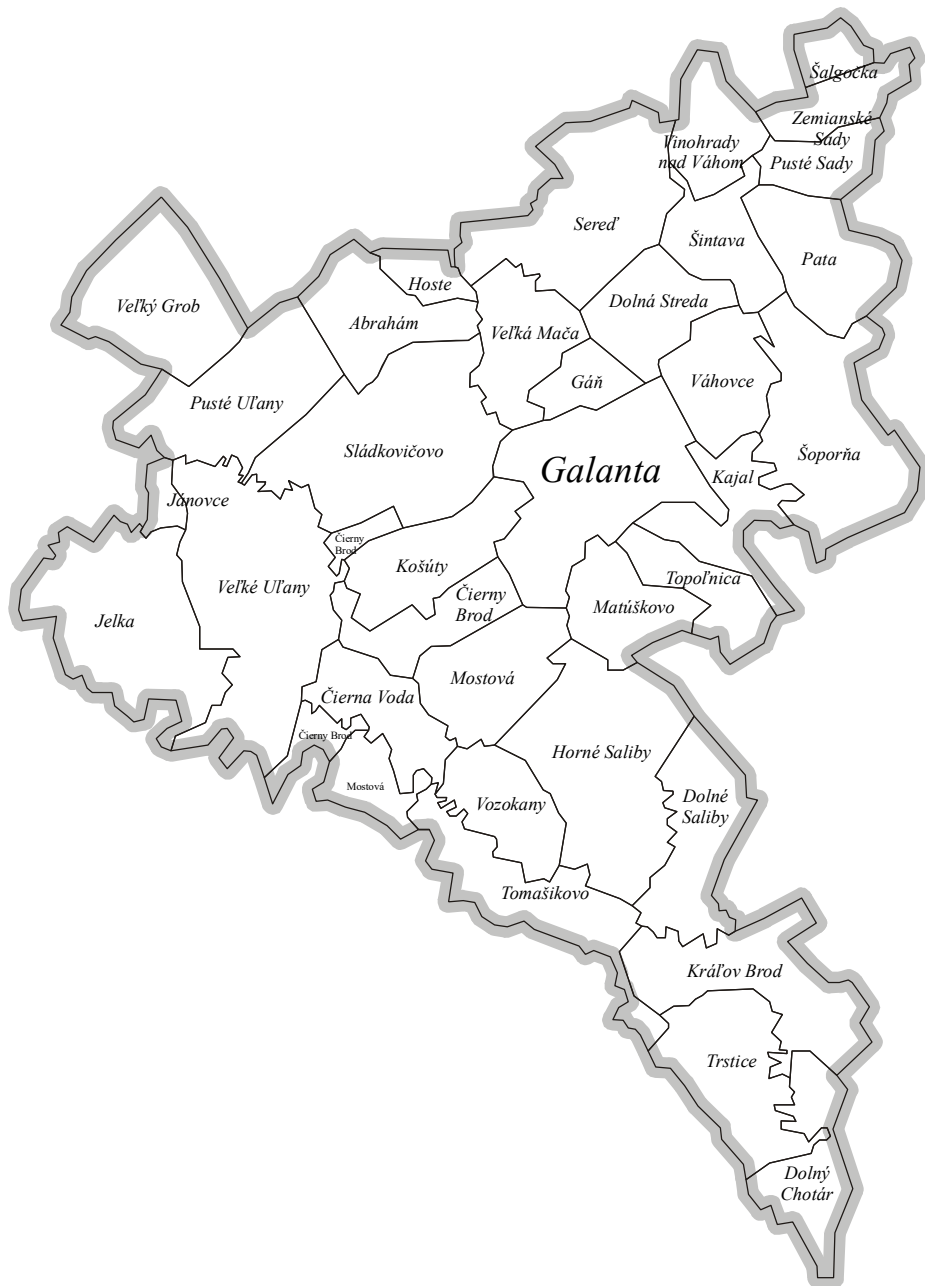 Šalgočka
Zemianské
Sady
Vinohrady
nad Váhom
Pusté Sady
Sereď
Šintava
Pata
Hoste
Veľký Grob
Dolná Streda
Abrahám
Veľká Mača
Gáň
Váhovce
Pusté Uľany
Sládkovičovo
Šoporňa
Galanta
Kajal
Jánovce
Čierny
Brod
Košúty
Topoľnica
Veľké Uľany
Čierny
Brod
Matúškovo
Jelka
Mostová
Čierna Voda
Čierny Brod
Horné Saliby
Mostová
Dolné
Saliby
Vozokany
Tomašikovo
Kráľov Brod
Trstice
Dolný
Chotár